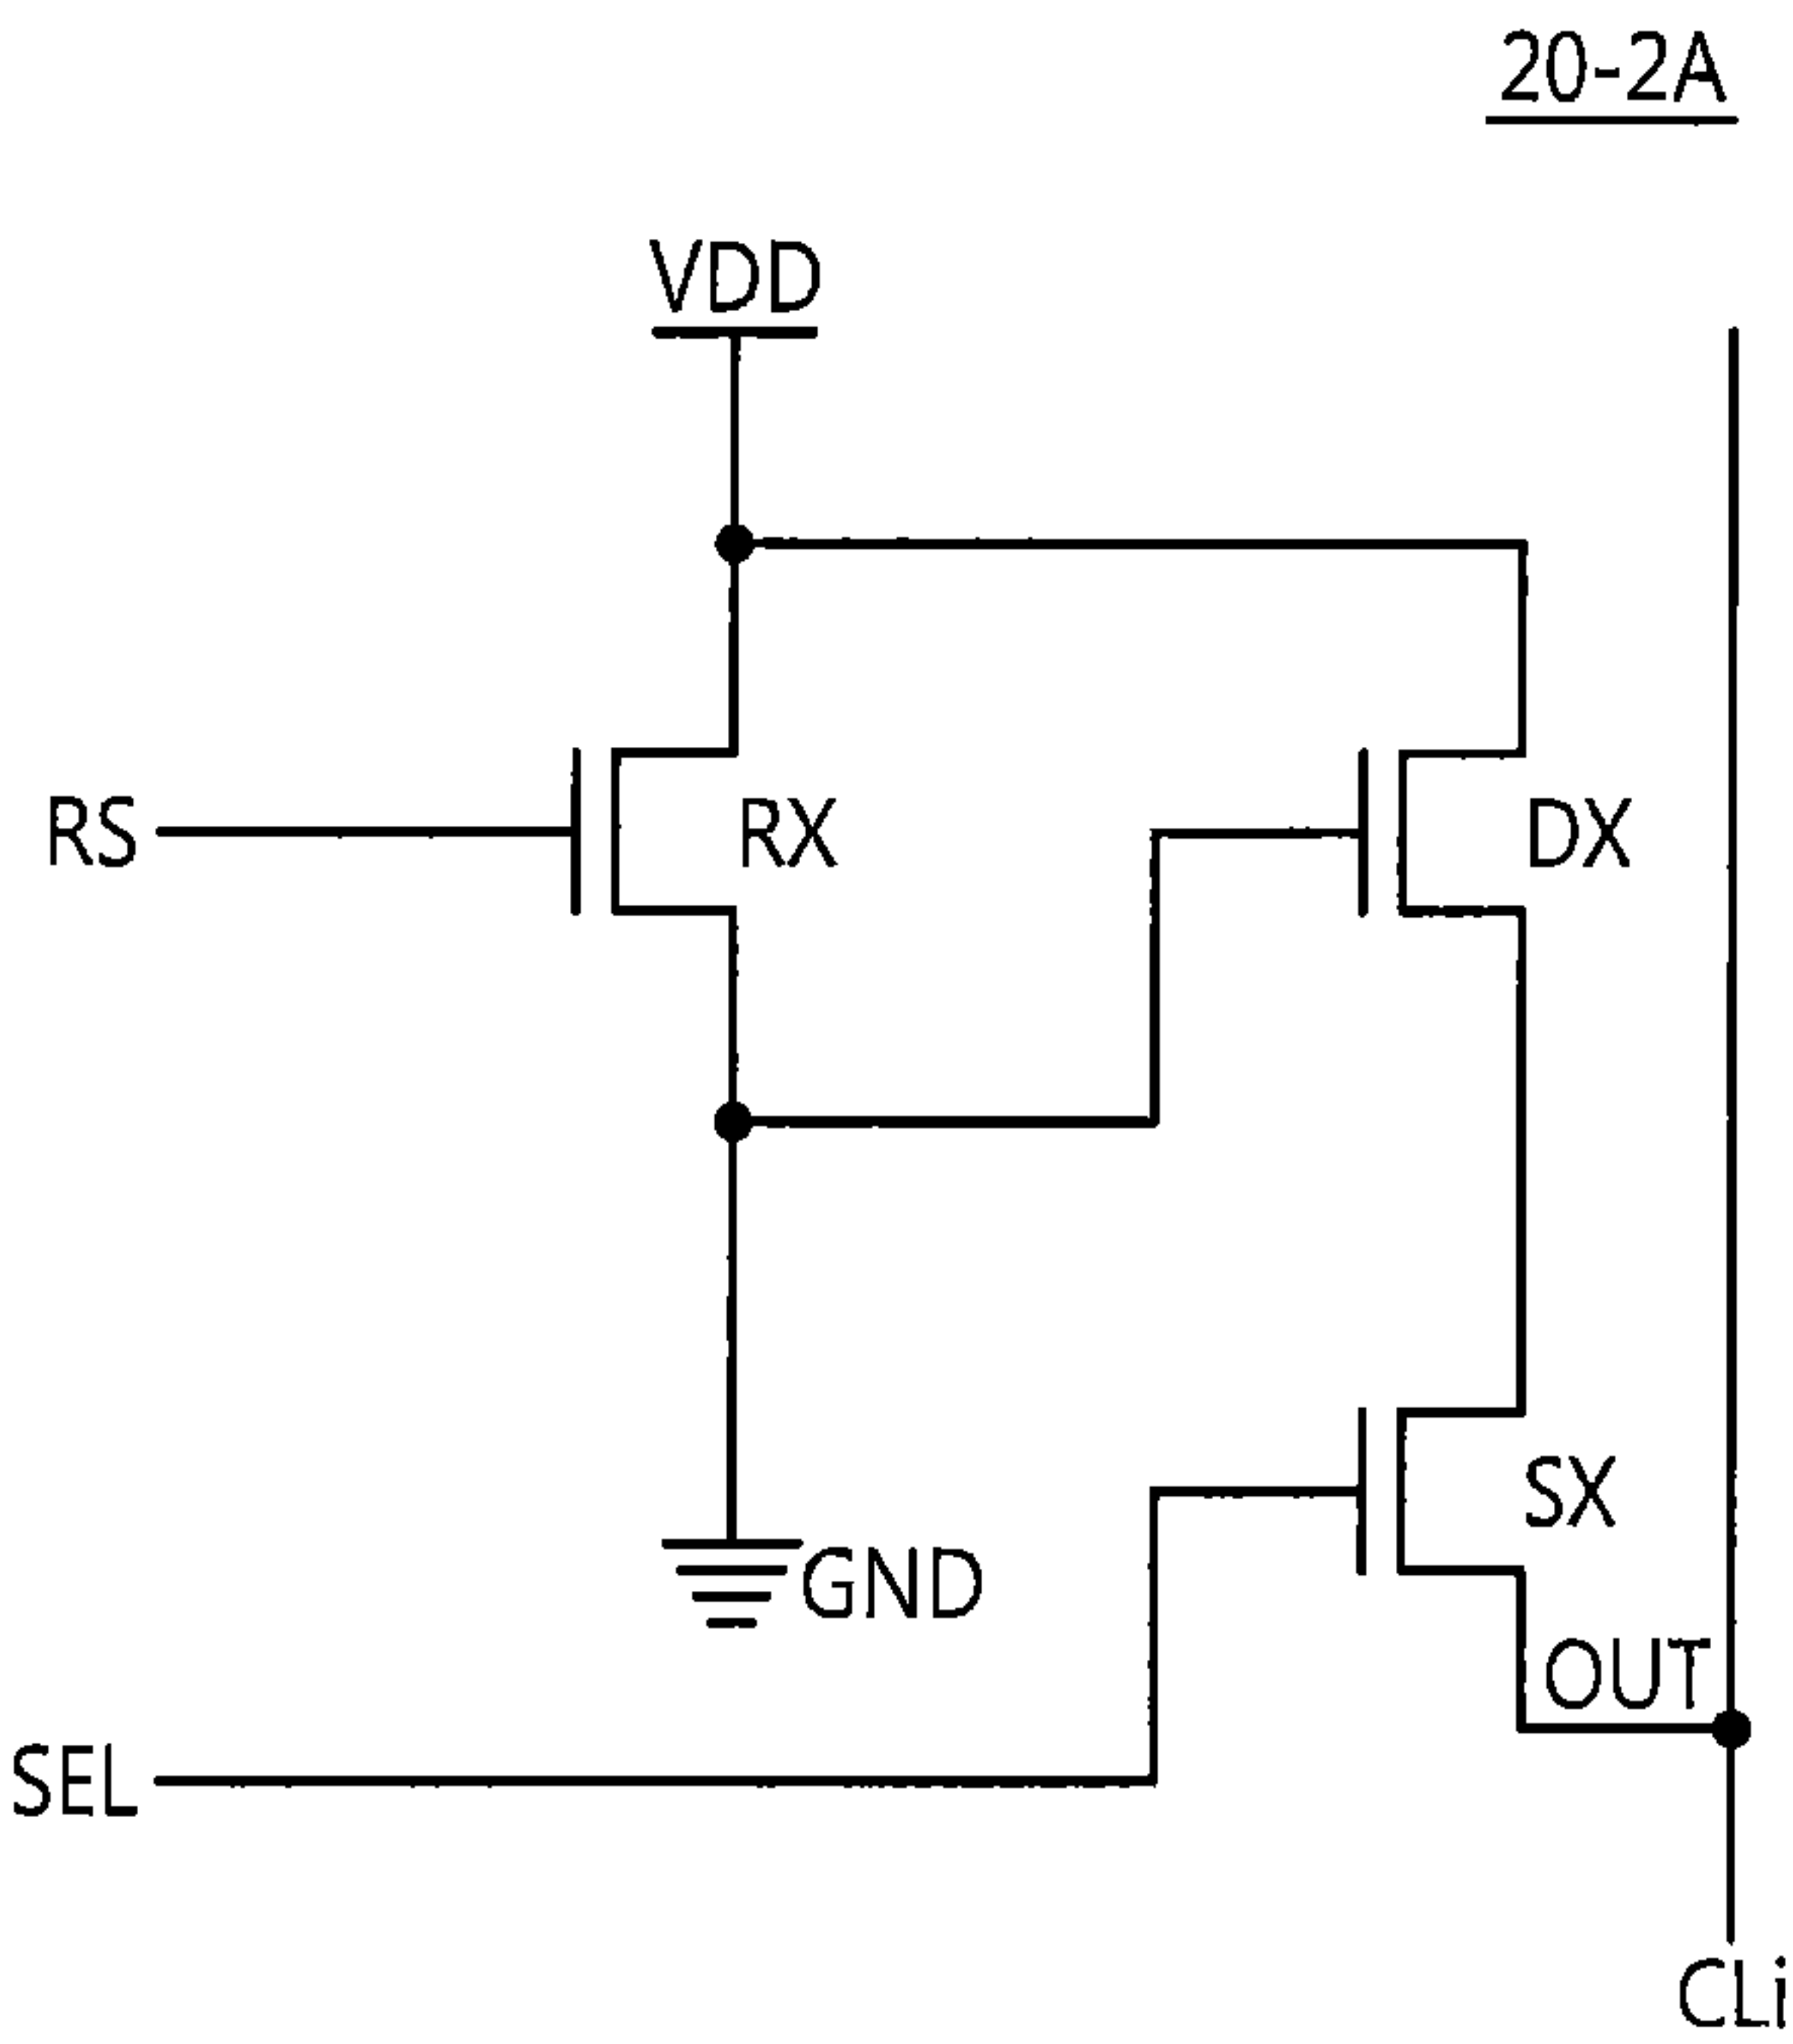 20-2A
VDD
RS
RX
DX
SX
GND
OUT
SEL
CLi